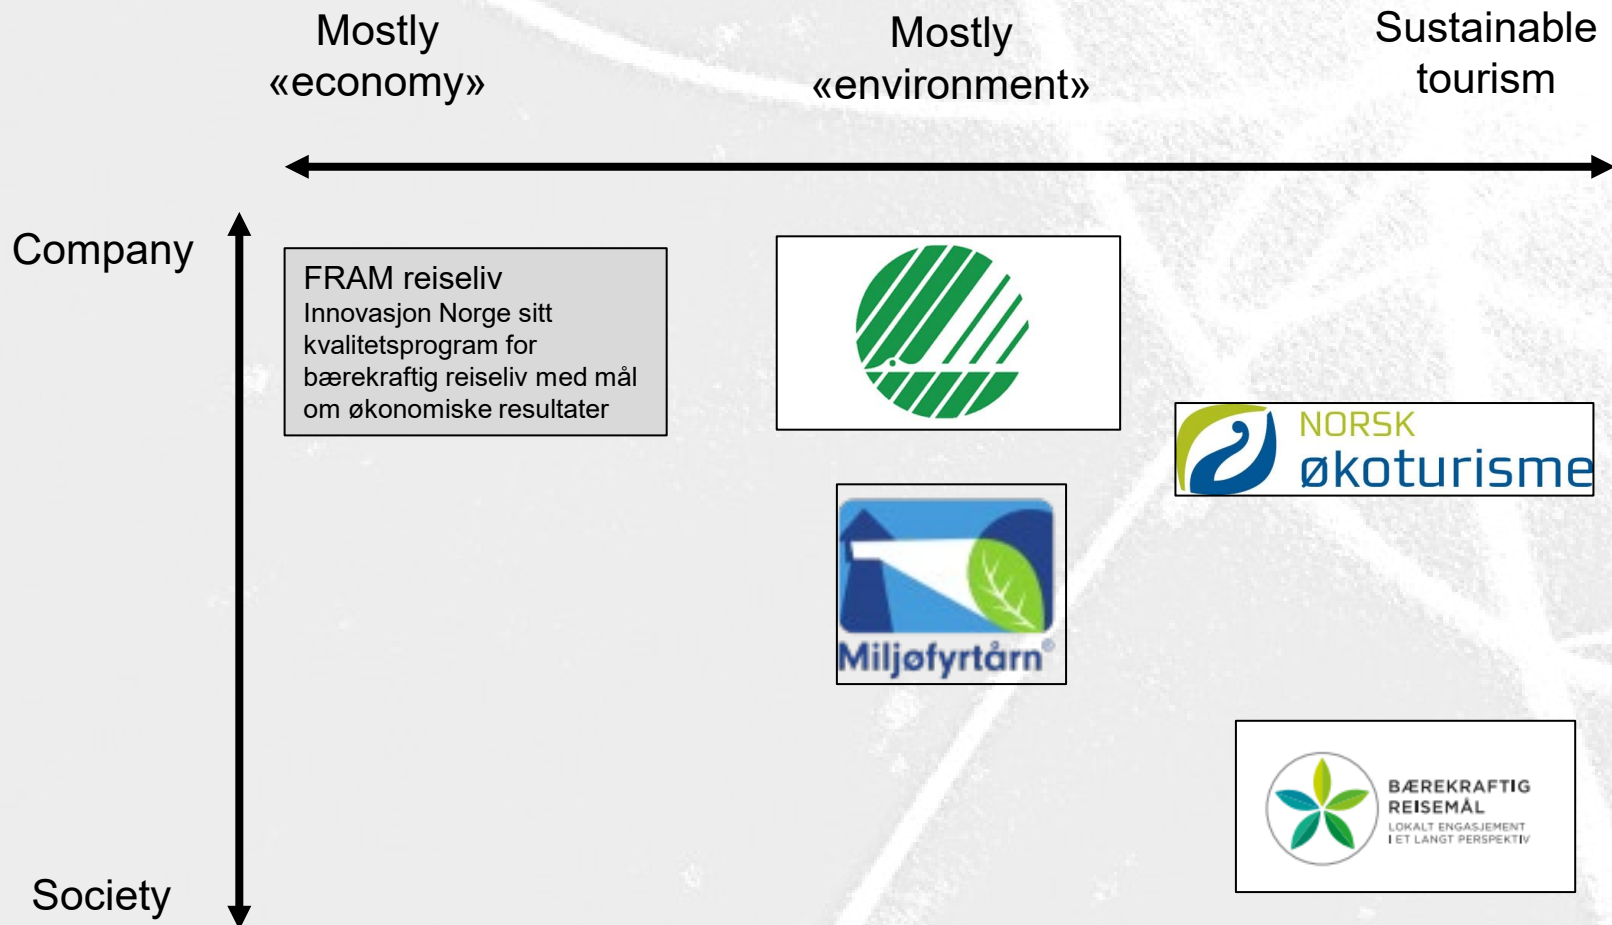 Mostly
«economy»
Mostly
«environment»
Sustainable
tourism
Company
FRAM reiseliv
Innovasjon Norge sitt
kvalitetsprogram for
bærekraftig reiseliv med mål
om økonomiske resultater
NORSK
økoturisme
Miljøfyrtårn®
BÆREKRAFTIG
REISEMÅL
LOKALT ENGASJEMENT
I ET LANGT PERSPEKTIV
Society